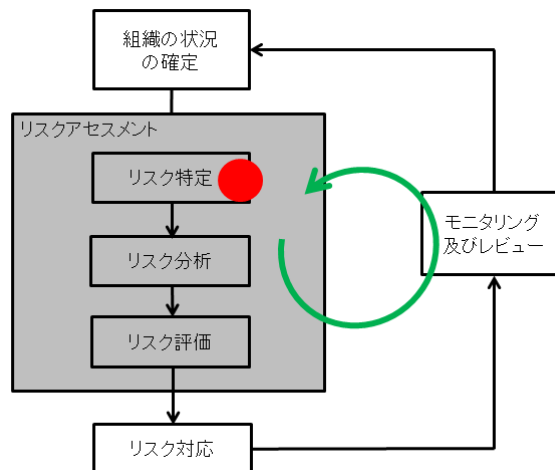 組織の状況
の確定
リスクアセスメント
リスク特定
リスク分析
リスク評価
リスク対応
モニタリング
及びレビュー